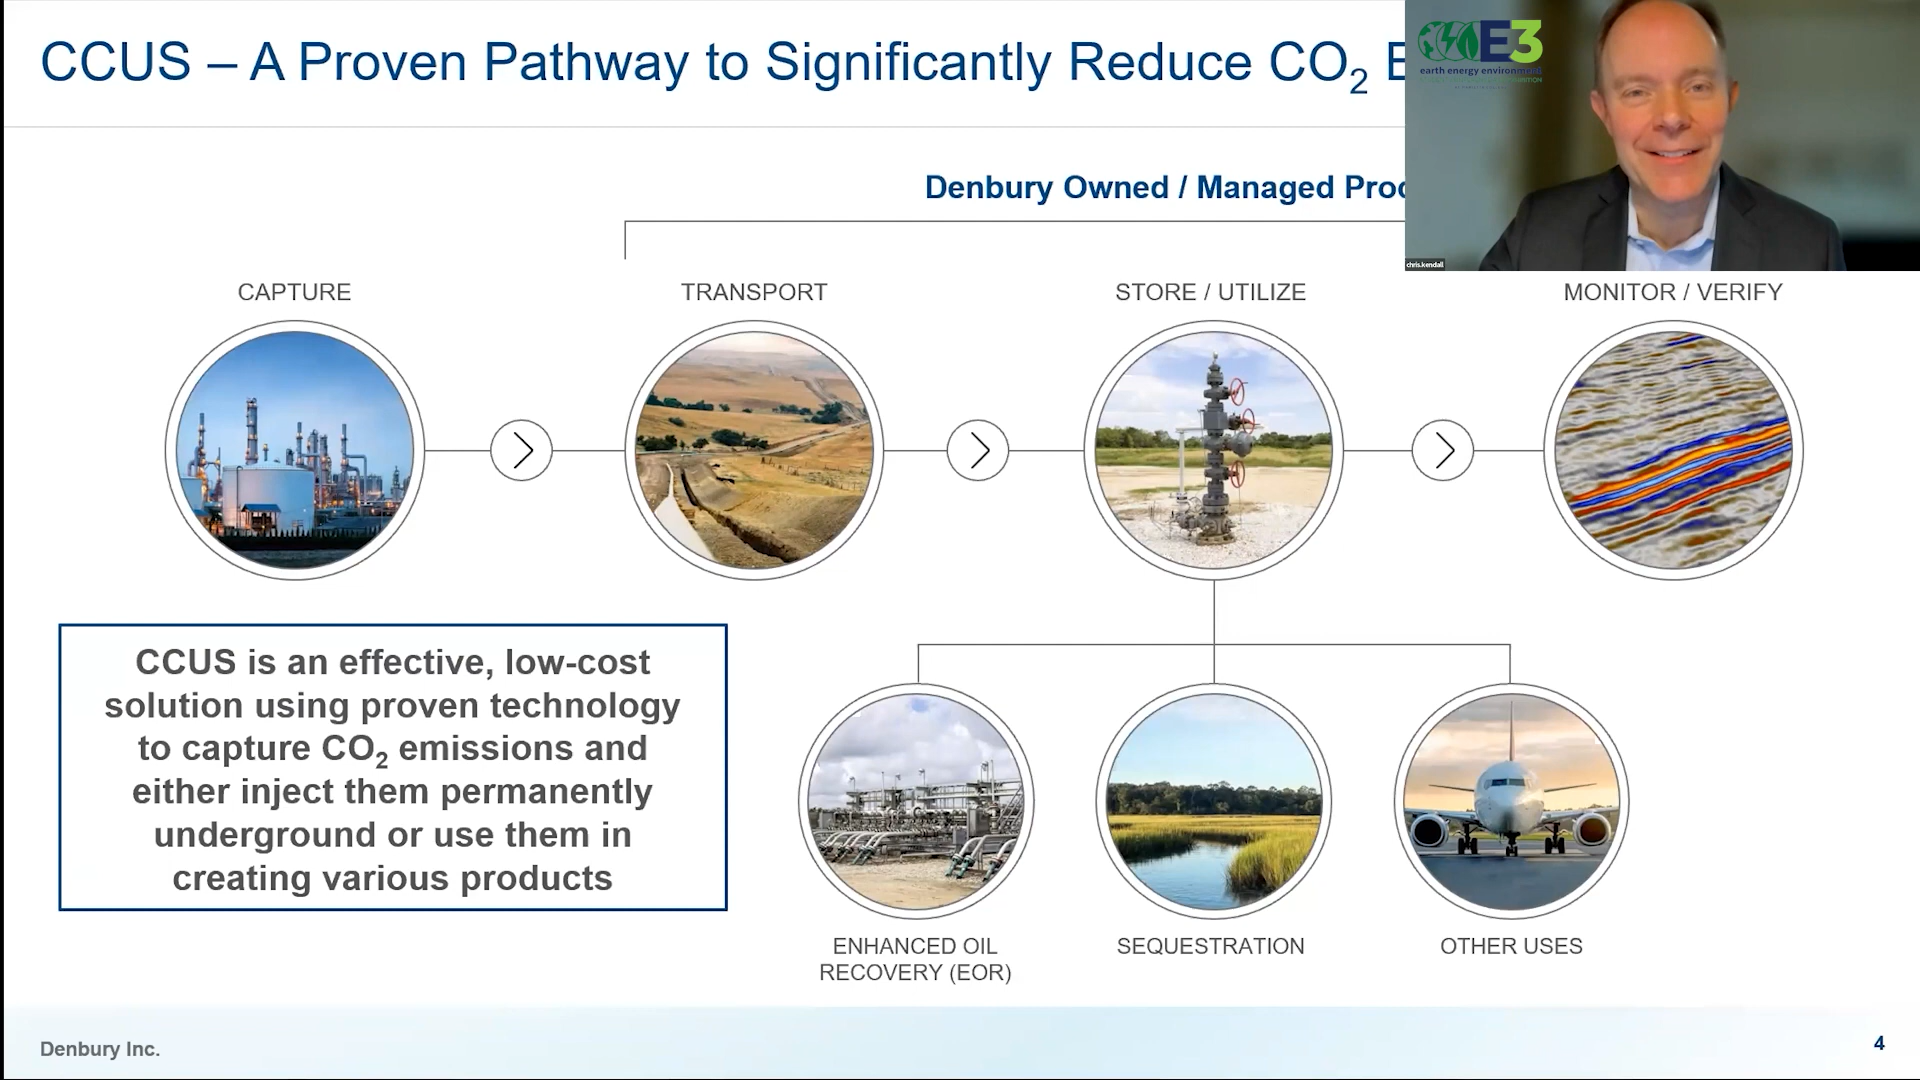 CCUS – A Proven Pathway to Significantly Reduce CO₂ E
E3
earth energy environment
chris.kendall
Denbury Owned / Managed Proc
CAPTURE
TRANSPORT
STORE / UTILIZE
MONITOR / VERIFY
CCUS is an effective, low-cost
solution using proven technology
to capture CO₂ emissions and
either inject them permanently
underground or use them in
creating various products
ENHANCED OIL
RECOVERY (EOR)
SEQUESTRATION
OTHER USES
Denbury Inc.
4